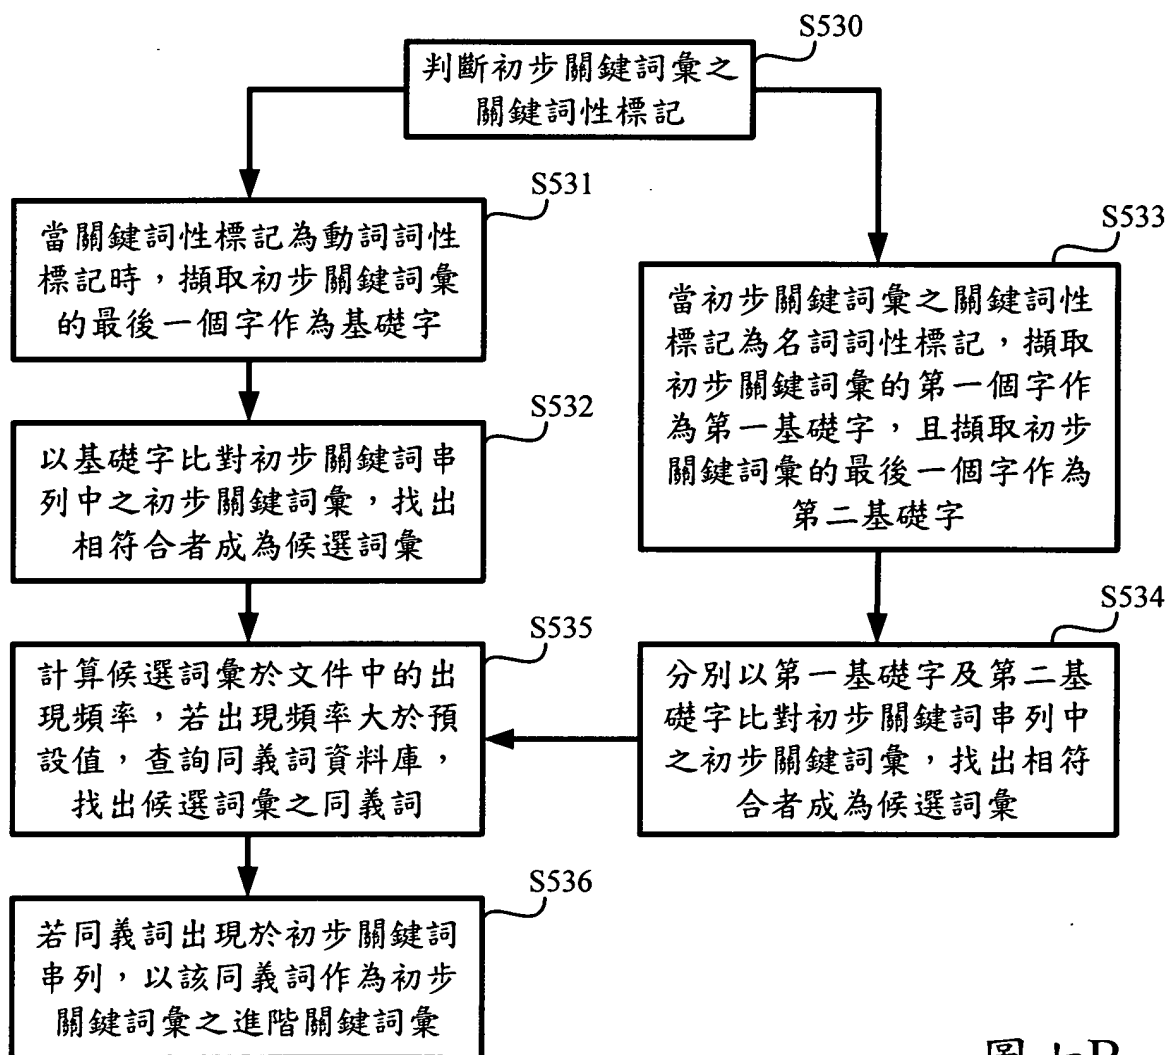 S530
判斷初步關鍵詞彙之
關鍵詞性標記
S531
當關鍵詞性標記為動詞詞性
標記時，擷取初步關鍵詞彙
的最後一個字作為基礎字
S532
以基礎字比對初步關鍵詞串
列中之初步關鍵詞彙，找出
相符合者成為候選詞彙
S533
當初步關鍵詞彙之關鍵詞性
標記為名詞詞性標記，擷取
初步關鍵詞彙的第一個字作
為第一基礎字，且擷取初步
關鍵詞彙的最後一個字作為
第二基礎字
S534
分別以第一基礎字及第二基
礎字比對初步關鍵詞串列中
之初步關鍵詞彙，找出相符
合者成為候選詞彙
S535
計算候選詞彙於文件中的出
現頻率，若出現頻率大於預
設值，查詢同義詞資料庫，
找出候選詞彙之同義詞
S536
若同義詞出現於初步關鍵詞
串列，以該同義詞作為初步
關鍵詞彙之進階關鍵詞彙